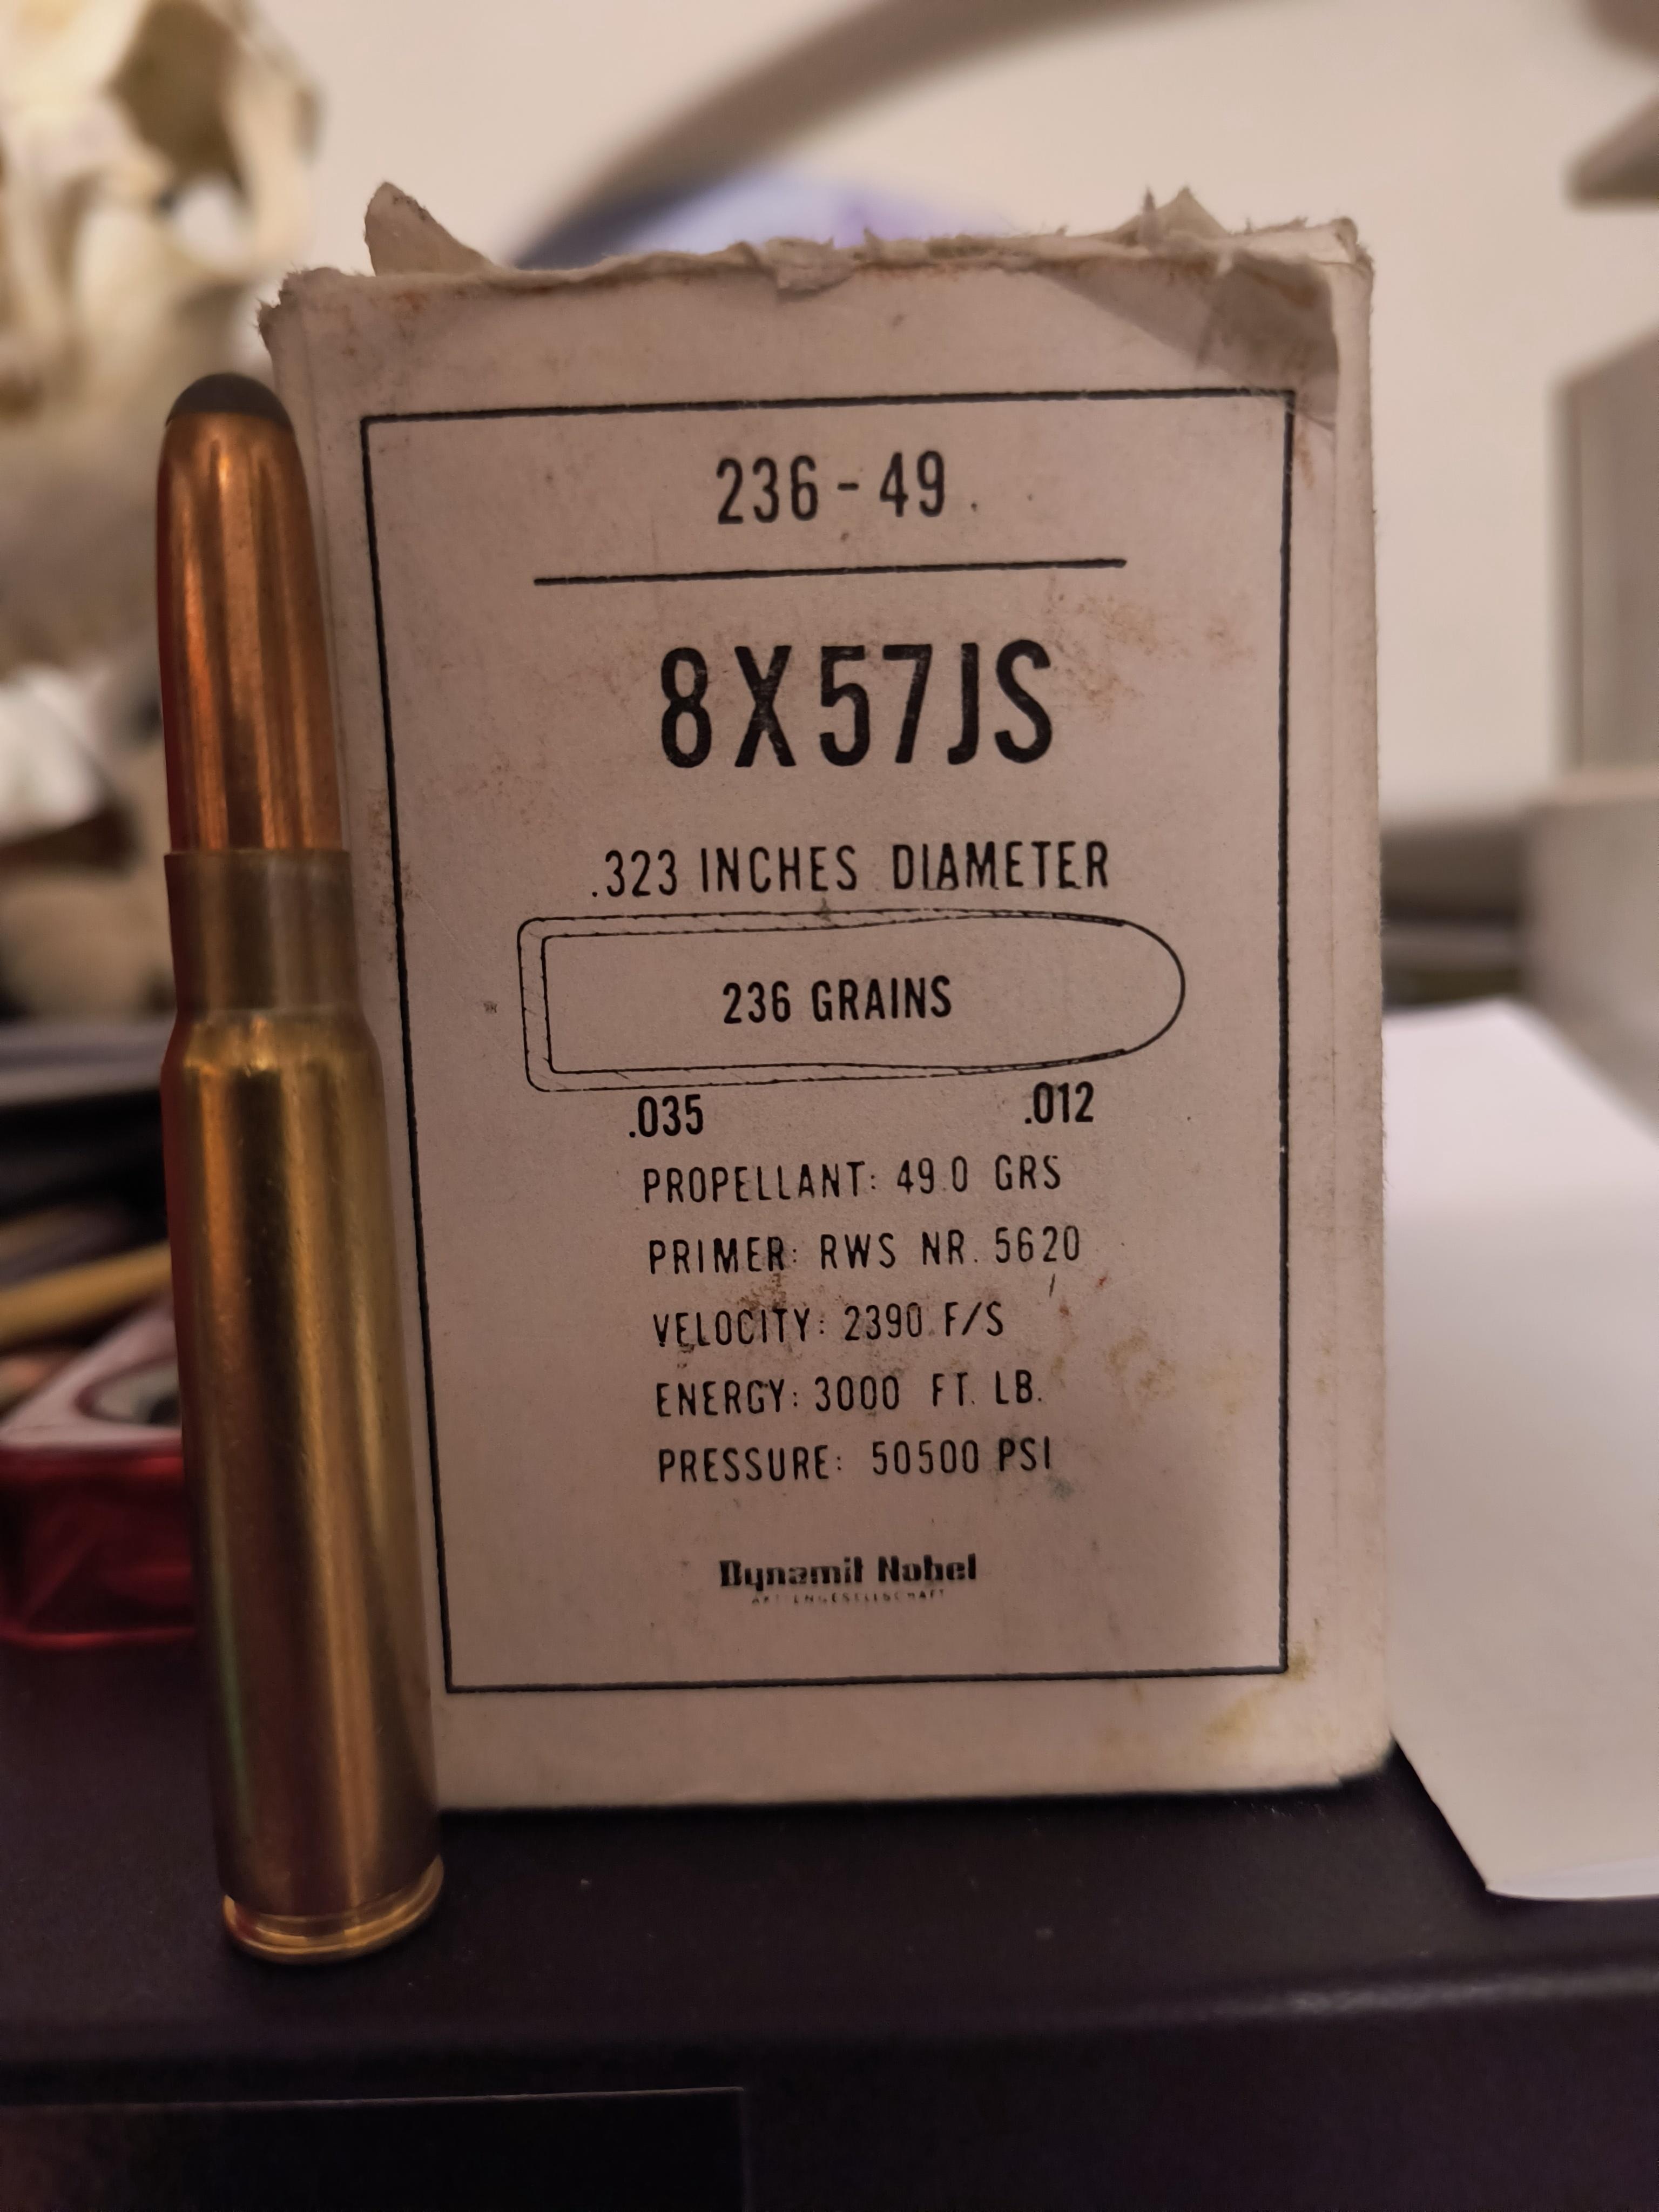 236-49
8X57JS
.323 INCHES DIAMETER
236 GRAINS
.035 .012
PROPELLANT: 49.0 GRS
PRIMER: RWS NR. 5620
VELOCITY: 2390 F/S
ENERGY: 3000 FT. LB.
PRESSURE: 50500 PSI
Dynamit Nobel
AKTIENGESELLSCHAFT